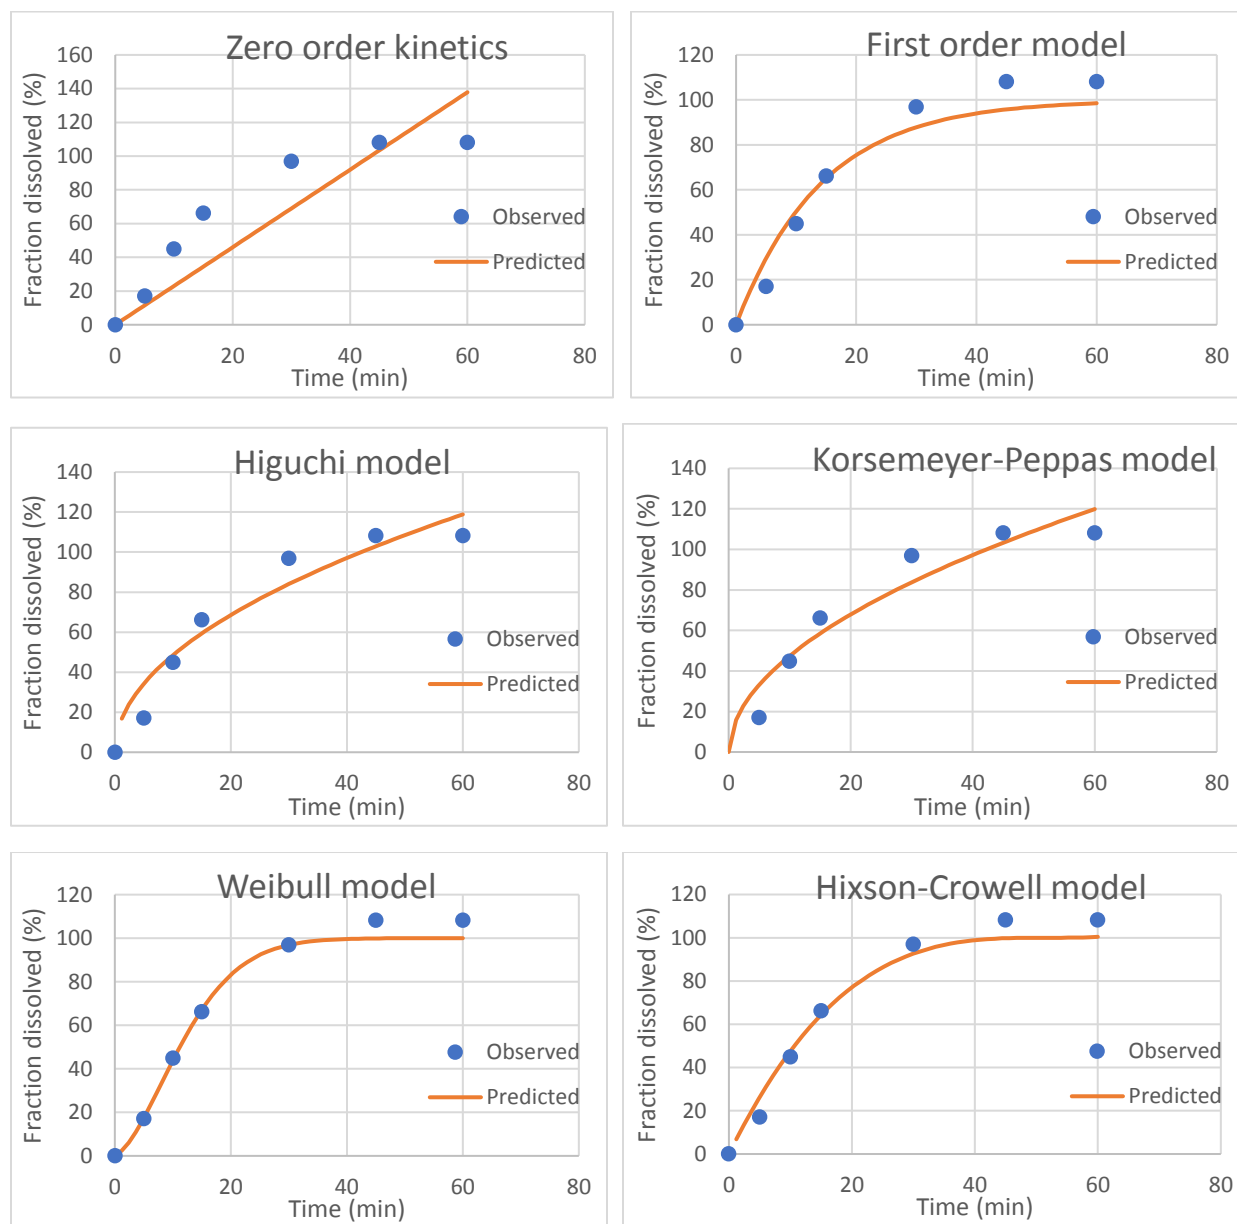 Zero order kinetics
Fraction dissolved (%)
160
140
120
100
80
60
40
20
0
0 20 40 60 80
Time (min)
Observed
Predicted
First order model
Fraction dissolved (%)
120
100
80
60
40
20
0
0 20 40 60 80
Time (min)
Observed
Predicted
Higuchi model
Fraction dissolved (%)
140
120
100
80
60
40
20
0
0 20 40 60 80
Time (min)
Observed
Predicted
Korsemeyer-Peppas model
Fraction dissolved (%)
140
120
100
80
60
40
20
0
0 20 40 60 80
Time (min)
Observed
Predicted
Weibull model
Fraction dissolved (%)
120
100
80
60
40
20
0
0 20 40 60 80
Time (min)
Observed
Predicted
Hixson-Crowell model
Fraction dissolved (%)
120
100
80
60
40
20
0
0 20 40 60 80
Time (min)
Observed
Predicted